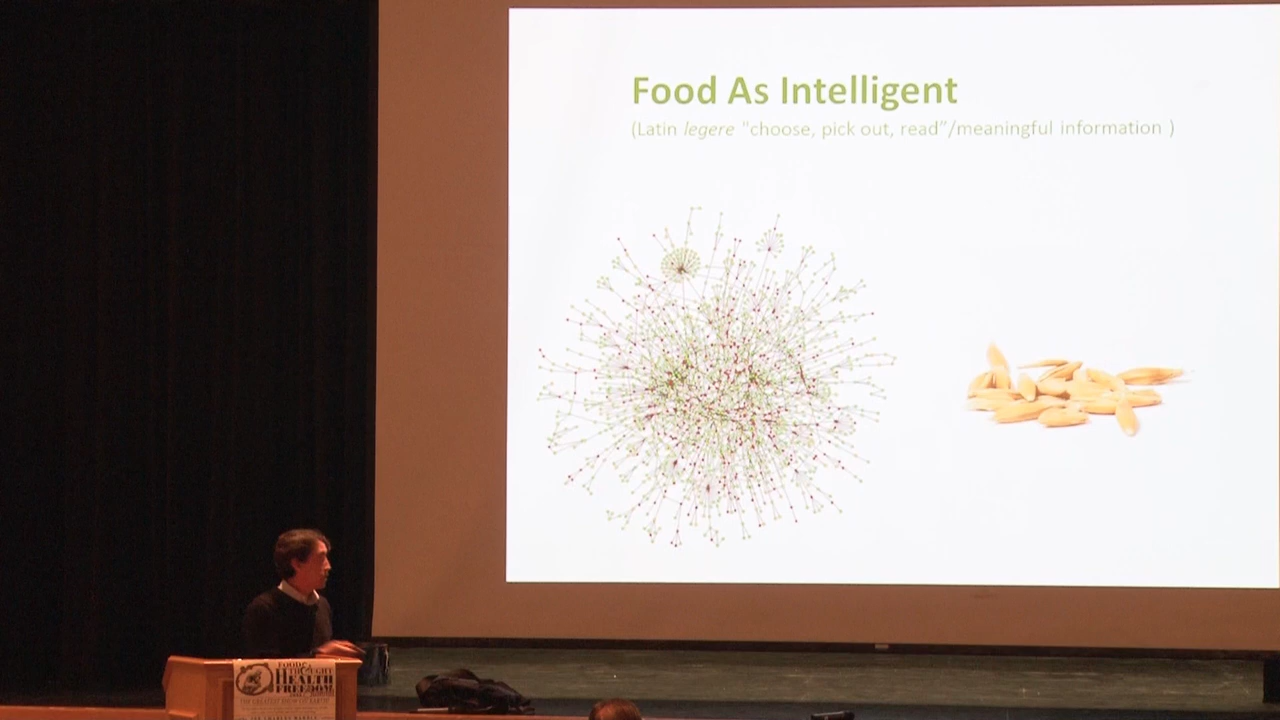 Food As Intelligent
(Latin legere "choose, pick out, read”/meaningful information )
HEALTH
FREEDOM